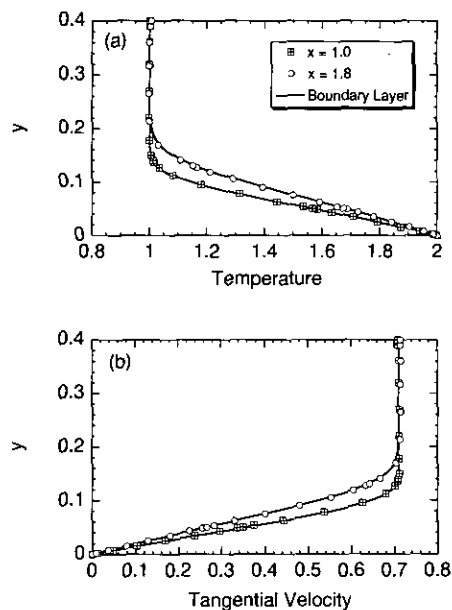 (a)
x = 1.0
x = 1.8
Boundary Layer
y
0.4
0.3
0.2
0.1
0
0.8 1 1.2 1.4 1.6 1.8 2
Temperature
(b)
y
0.4
0.3
0.2
0.1
0
0 0.1 0.2 0.3 0.4 0.5 0.6 0.7 0.8
Tangential Velocity